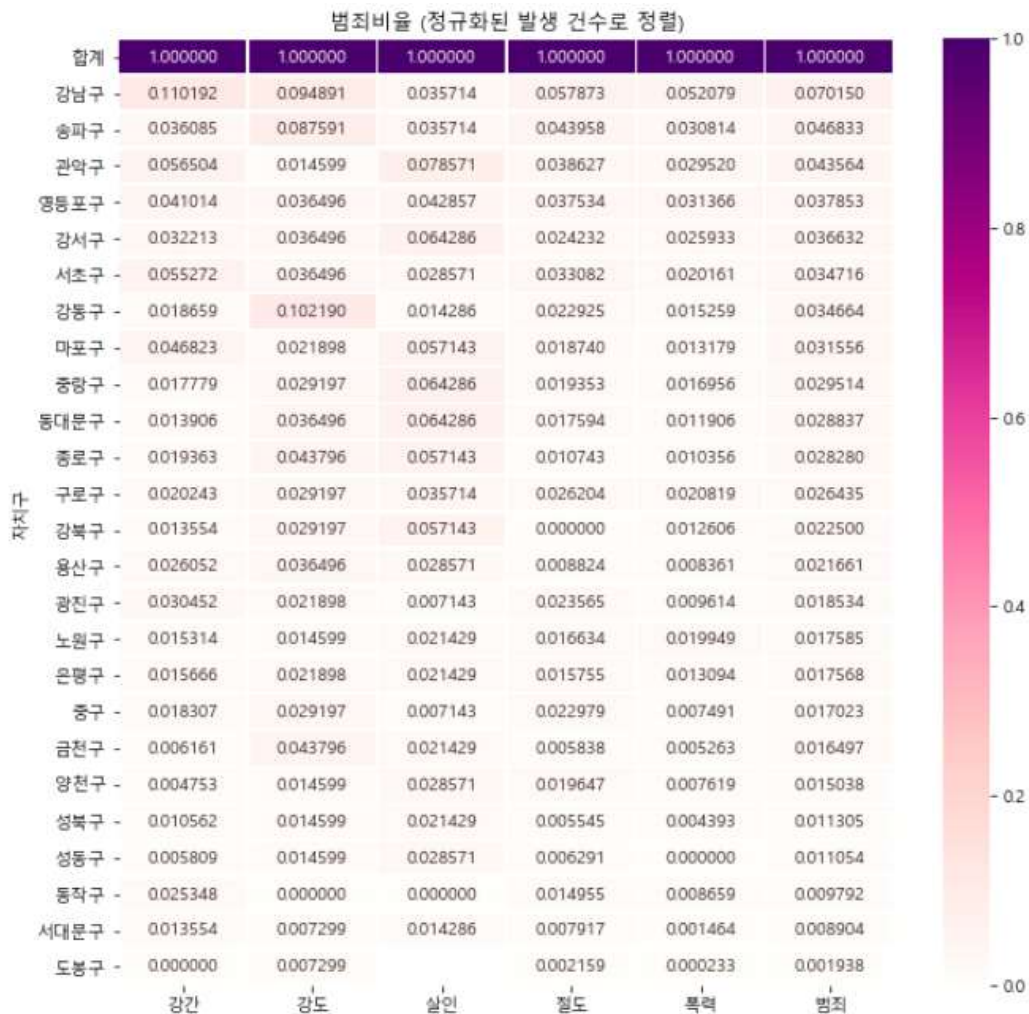 범죄비율 (정규화된 발생 건수로 정렬)
합계 1.000000 1.000000 1.000000 1.000000 1.000000 1.000000
강남구 0.110192 0.094891 0.035714 0.057873 0.052079 0.070150
송파구 0.036085 0.087591 0.035714 0.043958 0.030814 0.046833
관악구 0.056504 0.014599 0.078571 0.038627 0.029520 0.043564
영등포구 0.041014 0.036496 0.042857 0.037534 0.031366 0.037853
강서구 0.032213 0.036496 0.064286 0.024232 0.025933 0.036632
서초구 0.055272 0.036496 0.028571 0.033082 0.020161 0.034716
강동구 0.018659 0.102190 0.014286 0.022925 0.015259 0.034664
마포구 0.046823 0.021898 0.057143 0.018740 0.013179 0.031556
중랑구 0.017779 0.029197 0.064286 0.019353 0.016956 0.029514
동대문구 0.013906 0.036496 0.064286 0.017594 0.011906 0.028837
종로구 0.019363 0.043796 0.057143 0.010743 0.010356 0.028280
구로구 0.020243 0.029197 0.035714 0.026204 0.020819 0.026435
강북구 0.013554 0.029197 0.057143 0.000000 0.012606 0.022500
용산구 0.026052 0.036496 0.028571 0.008824 0.008361 0.021661
광진구 0.030452 0.021898 0.007143 0.023565 0.009614 0.018534
노원구 0.015314 0.014599 0.021429 0.016634 0.019949 0.017585
은평구 0.015666 0.021898 0.021429 0.015755 0.013094 0.017568
중구 0.018307 0.029197 0.007143 0.022979 0.007491 0.017023
금천구 0.006161 0.043796 0.021429 0.005838 0.005263 0.016497
양천구 0.004753 0.014599 0.028571 0.019647 0.007619 0.015038
성북구 0.010562 0.014599 0.021429 0.005545 0.004393 0.011305
성동구 0.005809 0.014599 0.028571 0.006291 0.000000 0.011054
동작구 0.025348 0.000000 0.000000 0.014955 0.008659 0.009792
서대문구 0.013554 0.007299 0.014286 0.007917 0.001464 0.008904
도봉구 0.000000 0.007299 0.002159 0.000233 0.001938
강간 강도 살인 절도 폭력 범죄
자치구
1.0
0.8
0.6
0.4
0.2
0.0